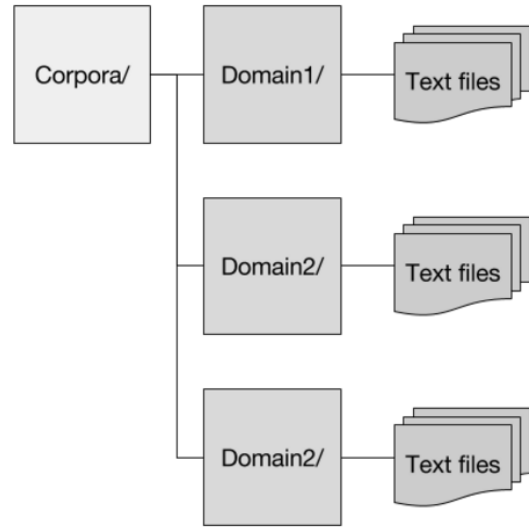 Corpora/
Domain1/
Text files
Domain2/
Text files
Domain2/
Text files